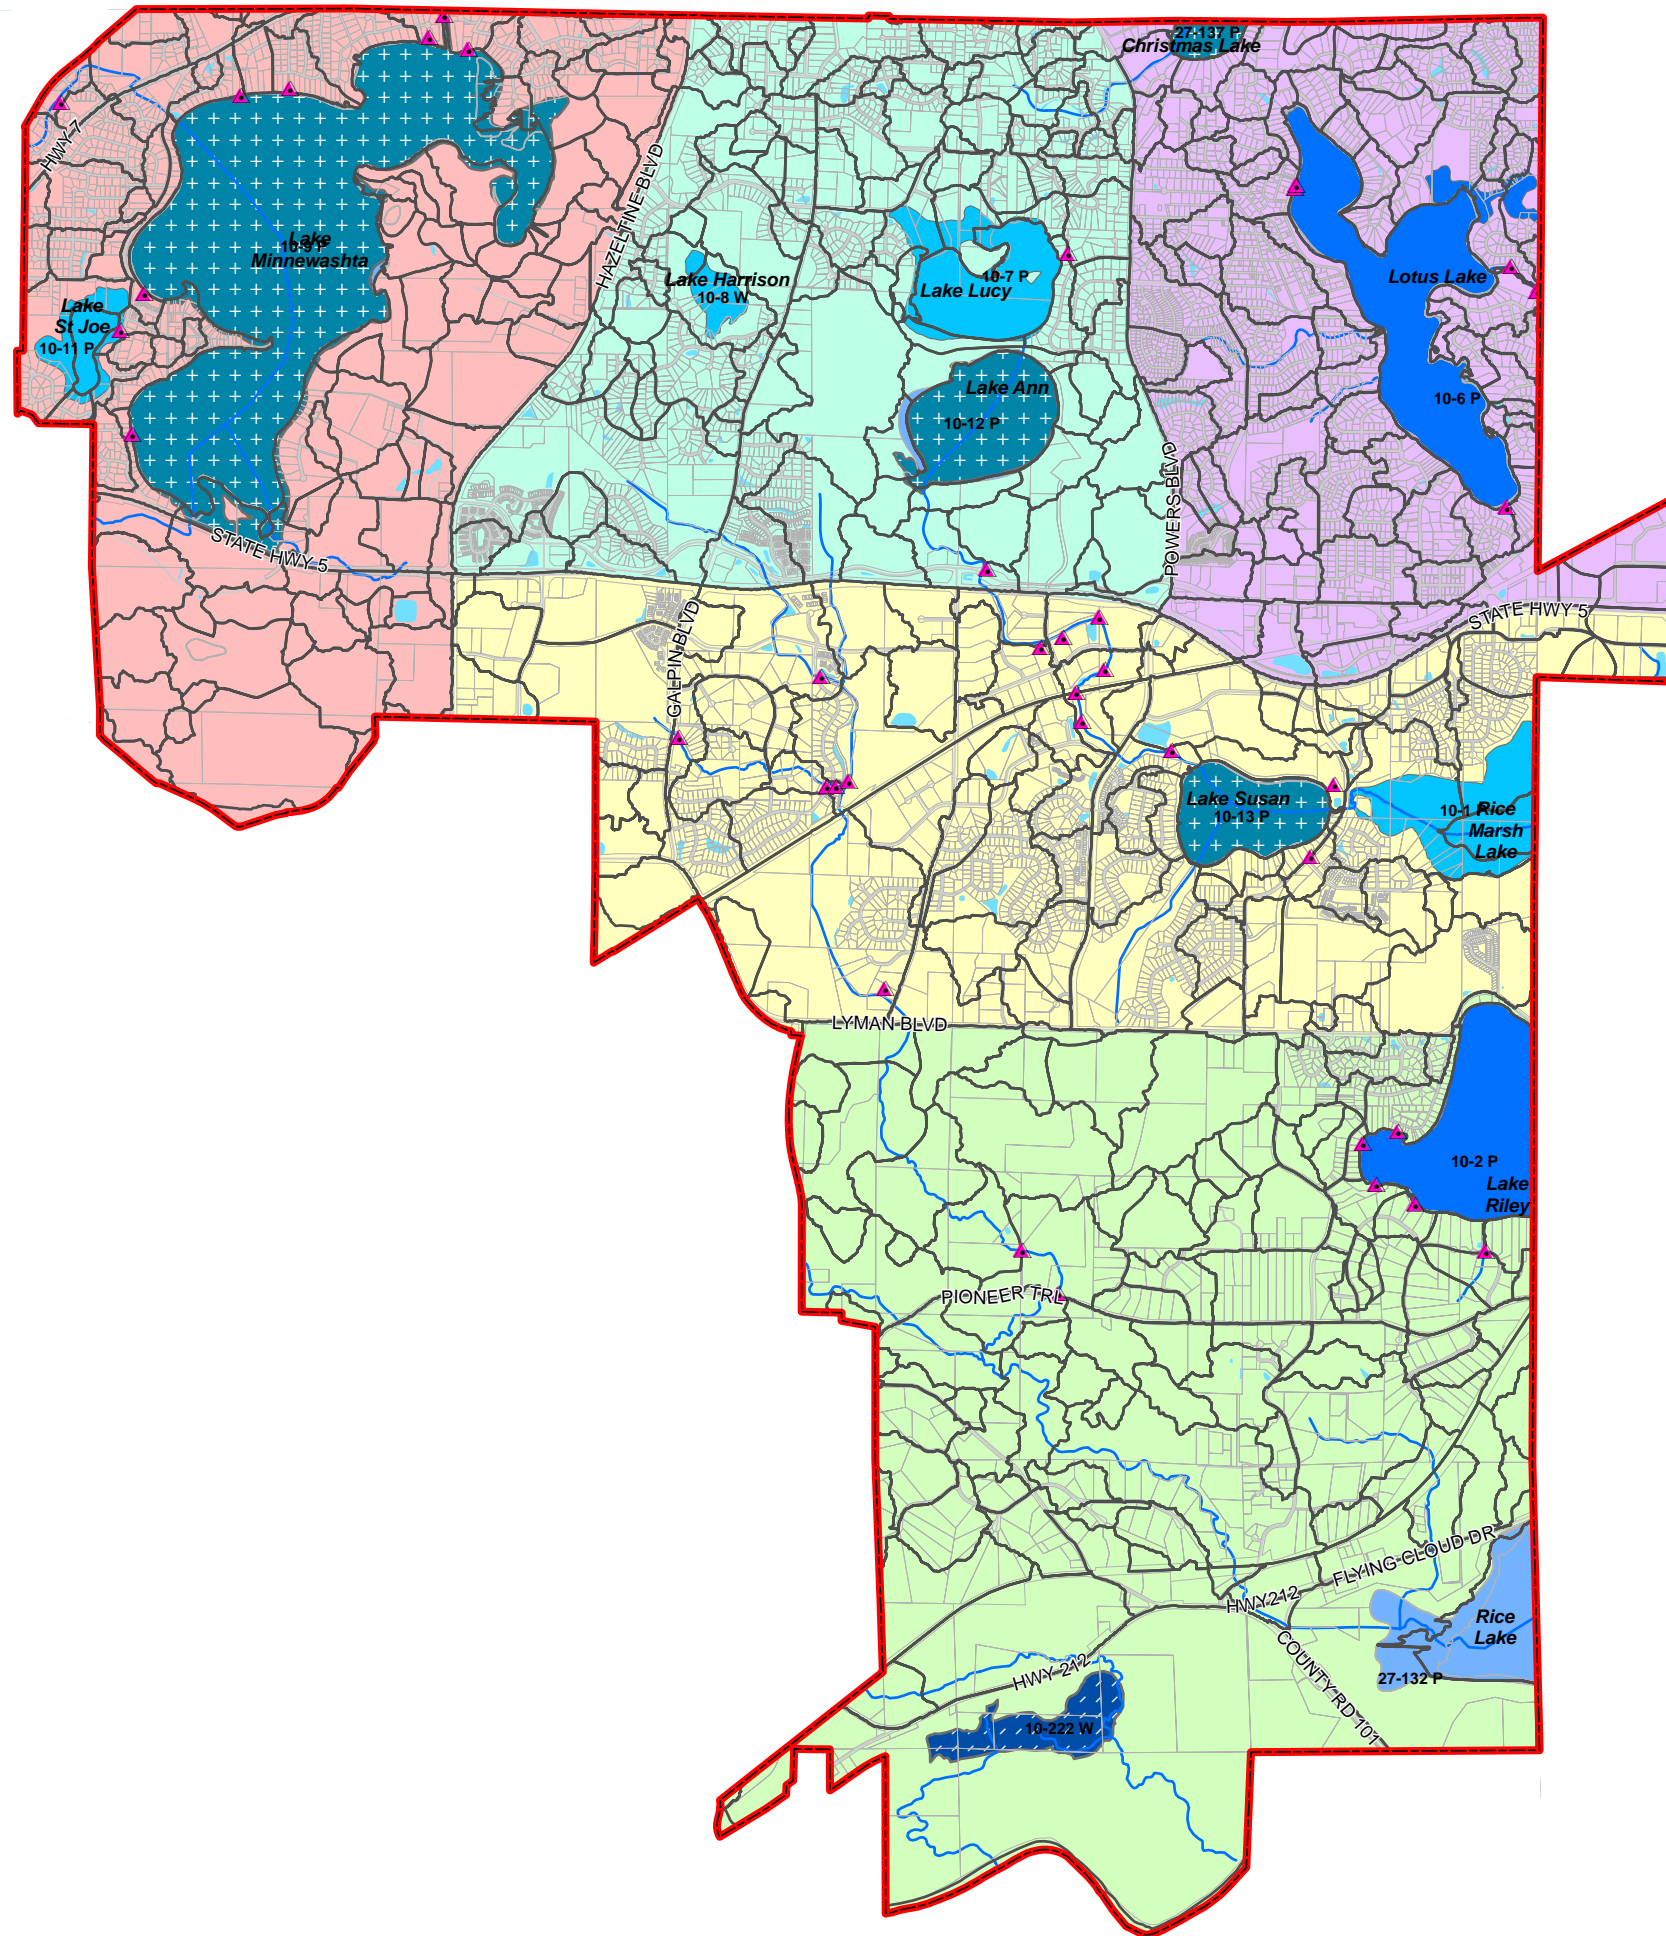 27-137 P
Christmas Lake
HWY 7
HAZELTINE BLVD
Lake
10-9 P
Minnewashta
Lake Harrison
10-8 W
10-7 P
Lake Lucy
Lotus Lake
Lake
St Joe
10-11 P
Lake Ann
10-12 P
10-6 P
POWERS BLVD
STATE HWY 5
STATE HWY 5
GALPIN BLVD
Lake Susan
10-13 P
10-1 P
Rice
Marsh
Lake
LYMAN BLVD
10-2 P
Lake
Riley
PIONEER TRL
FLYING CLOUD DR
HWY212
Rice
Lake
COUNTY RD 101
HWY 212
27-132 P
10-222 W